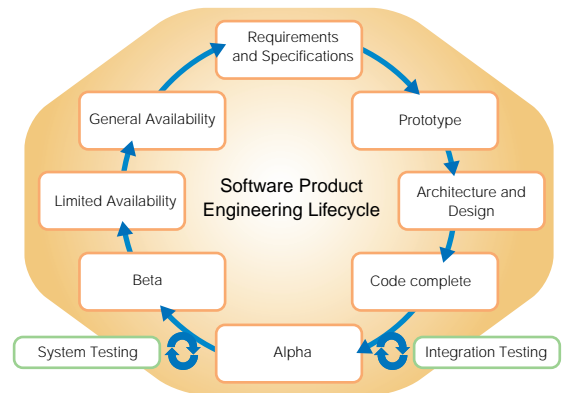 Requirements
and Specifications
General Availability
Prototype
Software Product
Engineering Lifecycle
Limited Availability
Architecture and
Design
Beta
Code complete
System Testing
Alpha
Integration Testing